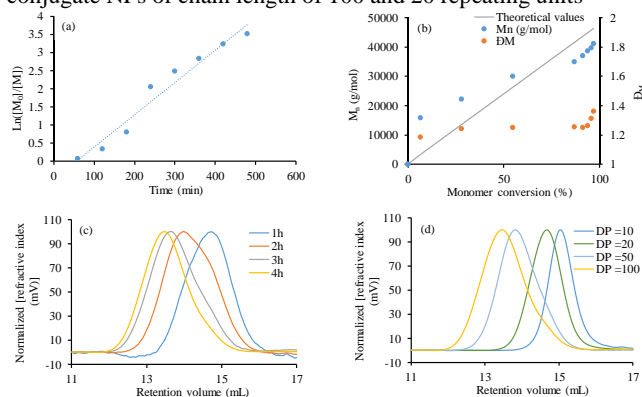 conjugate NPs of chain length of 100 and 20 repeating units
(a)
Ln([M₀]/[M])
4
3.5
3
2.5
2
1.5
1
0.5
0
0 100 200 300 400 500 600
Time (min)
(b)
Theoretical values
Mn (g/mol)
ĐM
Mₙ (g/mol)
50000
40000
30000
20000
10000
0
2
1.8
1.6
1.4
1.2
1
Đ_M
0 20 40 60 80 100
Monomer conversion (%)
(c)
1h
2h
3h
4h
Normalized [refractive index]
(mV)
110
90
70
50
30
10
-10
11 13 15 17
Retention volume (mL)
(d)
DP =10
DP =20
DP =50
DP =100
Normalized [refractive index]
(mV)
110
90
70
50
30
10
-10
11 13 15 17
Retention volume (mL)